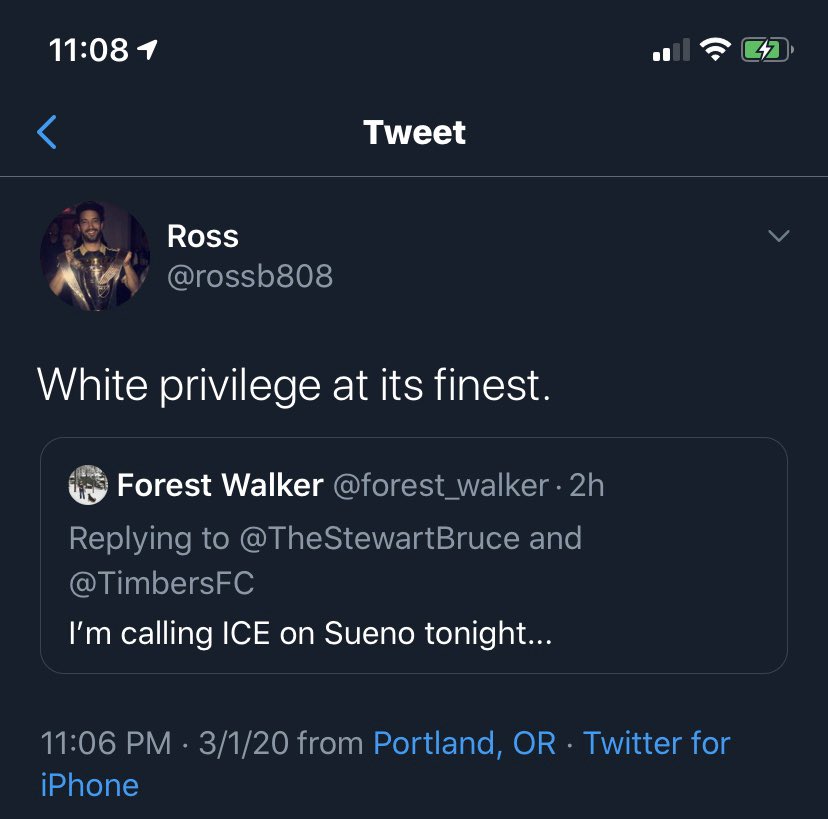 11:08
Tweet
Ross
@rossb808
White privilege at its finest.
Forest Walker @forest_walker · 2h
Replying to @TheStewartBruce and
@TimbersFC
I'm calling ICE on Sueno tonight...
11:06 PM · 3/1/20 from Portland, OR · Twitter for
iPhone